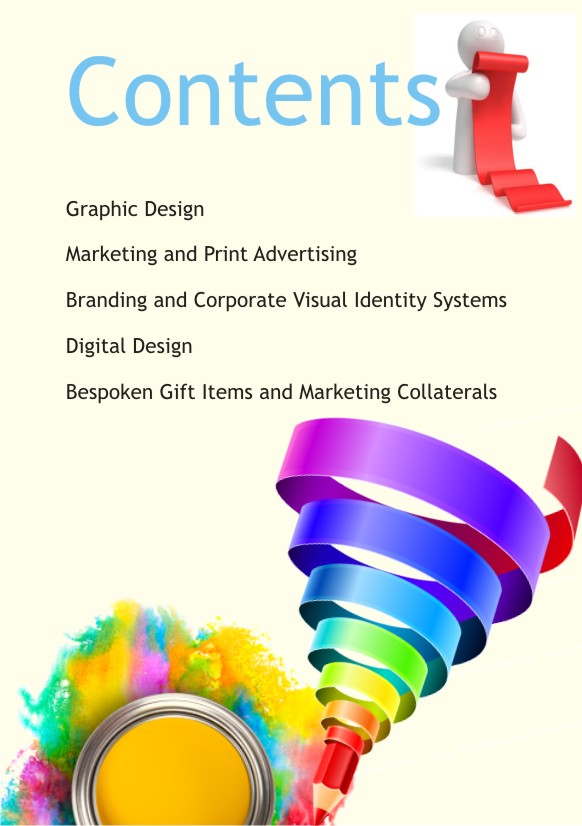 Contents
Graphic Design
Marketing and Print Advertising
Branding and Corporate Visual Identity Systems
Digital Design
Bespoken Gift Items and Marketing Collaterals